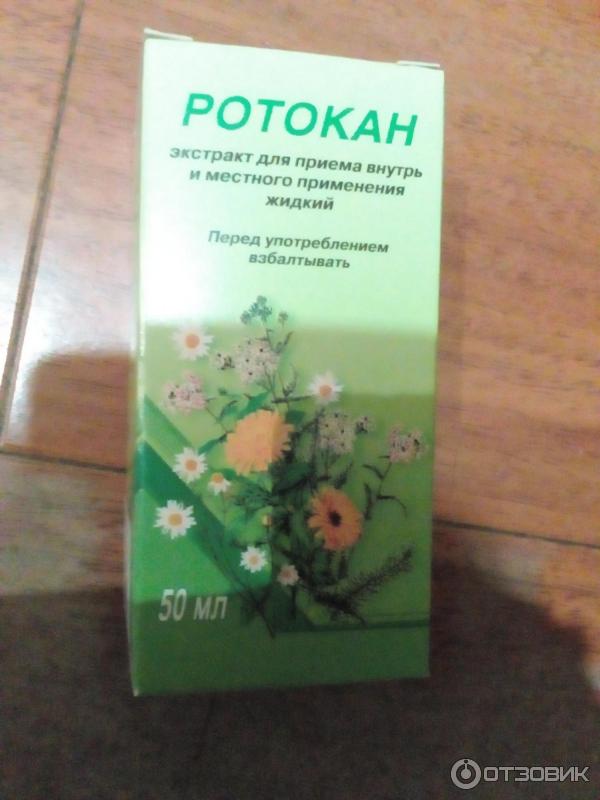 РОТОКАН
экстракт для приема внутрь
и местного применения
жидкий
Перед употреблением
взбалтывать
50 мл
ОТЗОВИК